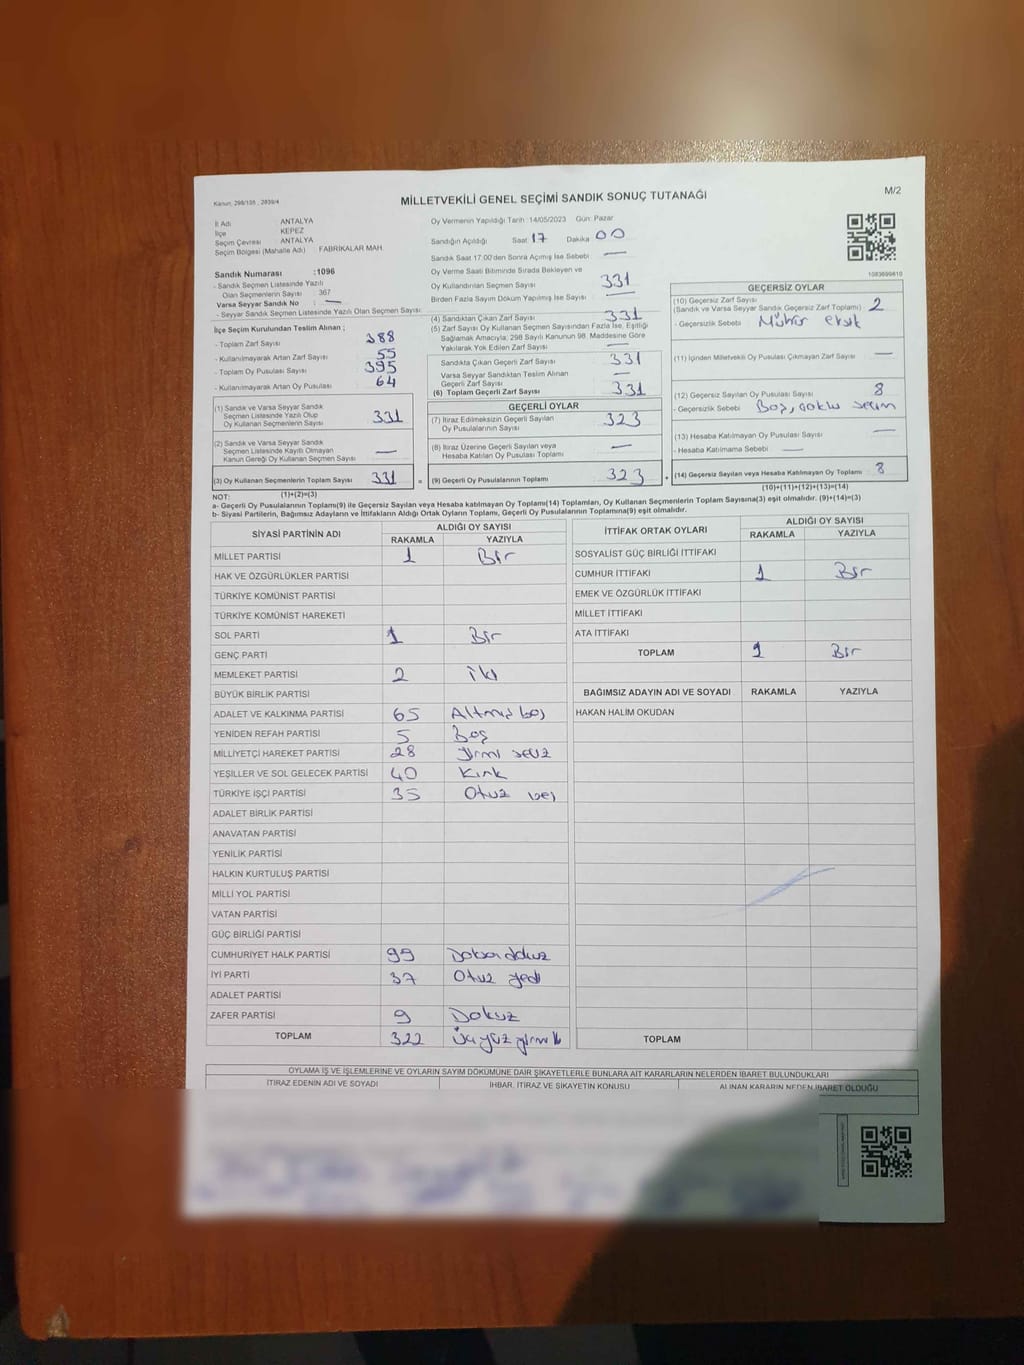 Kanun, 298/105 , 2839/4
MİLLETVEKİLİ GENEL SEÇİMİ SANDIK SONUÇ TUTANAĞI
M/2
İl Adı ANTALYA
İlçe KEPEZ
Seçim Çevresi ANTALYA
Seçim Bölgesi (Mahalle Adı) FABRİKALAR MAH.
Sandık Numarası :1096
- Sandık Seçmen Listesinde Yazılı
Olan Seçmenlerin Sayısı : 367
Varsa Seyyar Sandık No : —
- Seyyar Sandık Seçmen Listesinde Yazılı Olan Seçmen Sayısı:
İlçe Seçim Kurulundan Teslim Alınan ;
- Toplam Zarf Sayısı 388
- Kullanılmayarak Artan Zarf Sayısı 55
- Toplam Oy Pusulası Sayısı 395
- Kullanılmayarak Artan Oy Pusulası 64
(1) Sandık ve Varsa Seyyar Sandık
Seçmen Listesinde Yazılı Olup
Oy Kullanan Seçmenlerin Sayısı 331
(2) Sandık ve Varsa Seyyar Sandık
Seçmen Listesinde Kayıtlı Olmayan
Kanun Gereği Oy Kullanan Seçmen Sayısı —
(3) Oy Kullanan Seçmenlerin Toplam Sayısı 331
(1)+(2)=(3)
Oy Vermenin Yapıldığı Tarih :14/05/2023 Gün: Pazar
Sandığın Açıldığı Saat 17 Dakika 00
Sandık Saat 17.00'den Sonra Açılmış İse Sebebi —
Oy Verme Saati Bitiminde Sırada Bekleyen ve
Oy Kullandırılan Seçmen Sayısı 331
Birden Fazla Sayım Döküm Yapılmış İse Sayısı —
(4) Sandıktan Çıkan Zarf Sayısı 331
(5) Zarf Sayısı Oy Kullanan Seçmen Sayısından Fazla İse, Eşitliği
Sağlamak Amacıyla, 298 Sayılı Kanunun 98. Maddesine Göre
Yakılarak Yok Edilen Zarf Sayısı —
Sandıkta Çıkan Geçerli Zarf Sayısı 331
Varsa Seyyar Sandıktan Teslim Alınan
Geçerli Zarf Sayısı —
(6) Toplam Geçerli Zarf Sayısı 331
GEÇERLİ OYLAR
(7) İtiraz Edilmeksizin Geçerli Sayılan
Oy Pusulalarının Sayısı 323
(8) İtiraz Üzerine Geçerli Sayılan veya
Hesaba Katılan Oy Pusulaları Toplamı —
= (9) Geçerli Oy Pusulalarının Toplamı 323
1083699810
GEÇERSİZ OYLAR
(10) Geçersiz Zarf Sayısı
(Sandık ve Varsa Seyyar Sandık Geçersiz Zarf Toplamı) 2
- Geçersizlik Sebebi Mühür eksik
(11) İçinden Milletvekili Oy Pusulası Çıkmayan Zarf Sayısı —
(12) Geçersiz Sayılan Oy Pusulası Sayısı 8
- Geçersizlik Sebebi Boş, seçim
(13) Hesaba Katılmayan Oy Pusulası Sayısı —
- Hesaba Katılmama Sebebi —
+ (14) Geçersiz Sayılan veya Hesaba Katılmayan Oy Toplamı 8
(10)+(11)+(12)+(13)=(14)
NOT:
a- Geçerli Oy Pusulalarının Toplamı(9) ile Geçersiz Sayılan veya Hesaba katılmayan Oy Toplamı(14) Toplamları, Oy Kullanan Seçmenlerin Toplam Sayısına(3) eşit olmalıdır. (9)+(14)=(3)
b- Siyasi Partilerin, Bağımsız Adayların ve İttifakların Aldığı Ortak Oyların Toplamı, Geçerli Oy Pusulalarının Toplamına(9) eşit olmalıdır.
SİYASİ PARTİNİN ADI ALDIĞI OY SAYISI
RAKAMLA YAZIYLA
MİLLET PARTİSİ 1 Bir
HAK VE ÖZGÜRLÜKLER PARTİSİ
TÜRKİYE KOMÜNİST PARTİSİ
TÜRKİYE KOMÜNİST HAREKETİ
SOL PARTİ 1 Bir
GENÇ PARTİ
MEMLEKET PARTİSİ 2 iki
BÜYÜK BİRLİK PARTİSİ
ADALET VE KALKINMA PARTİSİ 65 Altmış beş
YENİDEN REFAH PARTİSİ 5 Beş
MİLLİYETÇİ HAREKET PARTİSİ 28 yirmi sekiz
YEŞİLLER VE SOL GELECEK PARTİSİ 40 Kırk
TÜRKİYE İŞÇİ PARTİSİ 35 Otuz beş
ADALET BİRLİK PARTİSİ
ANAVATAN PARTİSİ
YENİLİK PARTİSİ
HALKIN KURTULUŞ PARTİSİ
MİLLİ YOL PARTİSİ
VATAN PARTİSİ
GÜÇ BİRLİĞİ PARTİSİ
CUMHURİYET HALK PARTİSİ 99 Doksan dokuz
İYİ PARTİ 37 Otuz yedi
ADALET PARTİSİ
ZAFER PARTİSİ 9 Dokuz
TOPLAM 322 Üç yüz yirmi
İTTİFAK ORTAK OYLARI ALDIĞI OY SAYISI
RAKAMLA YAZIYLA
SOSYALİST GÜÇ BİRLİĞİ İTTİFAKI
CUMHUR İTTİFAKI 1 Bir
EMEK VE ÖZGÜRLÜK İTTİFAKI
MİLLET İTTİFAKI
ATA İTTİFAKI
TOPLAM 1 Bir
BAĞIMSIZ ADAYIN ADI VE SOYADI RAKAMLA YAZIYLA
HAKAN HALİM OKUDAN
TOPLAM
OYLAMA İŞ VE İŞLEMLERİNE VE OYLARIN SAYIM DÖKÜMÜNE DAİR ŞİKAYETLERLE BUNLARA AİT KARARLARIN NELERDEN İBARET BULUNDUKLARI
İTİRAZ EDENİN ADI VE SOYADI İHBAR, İTİRAZ VE ŞİKAYETİN KONUSU ALINAN KARARIN NEDEN İBARET OLDUĞU